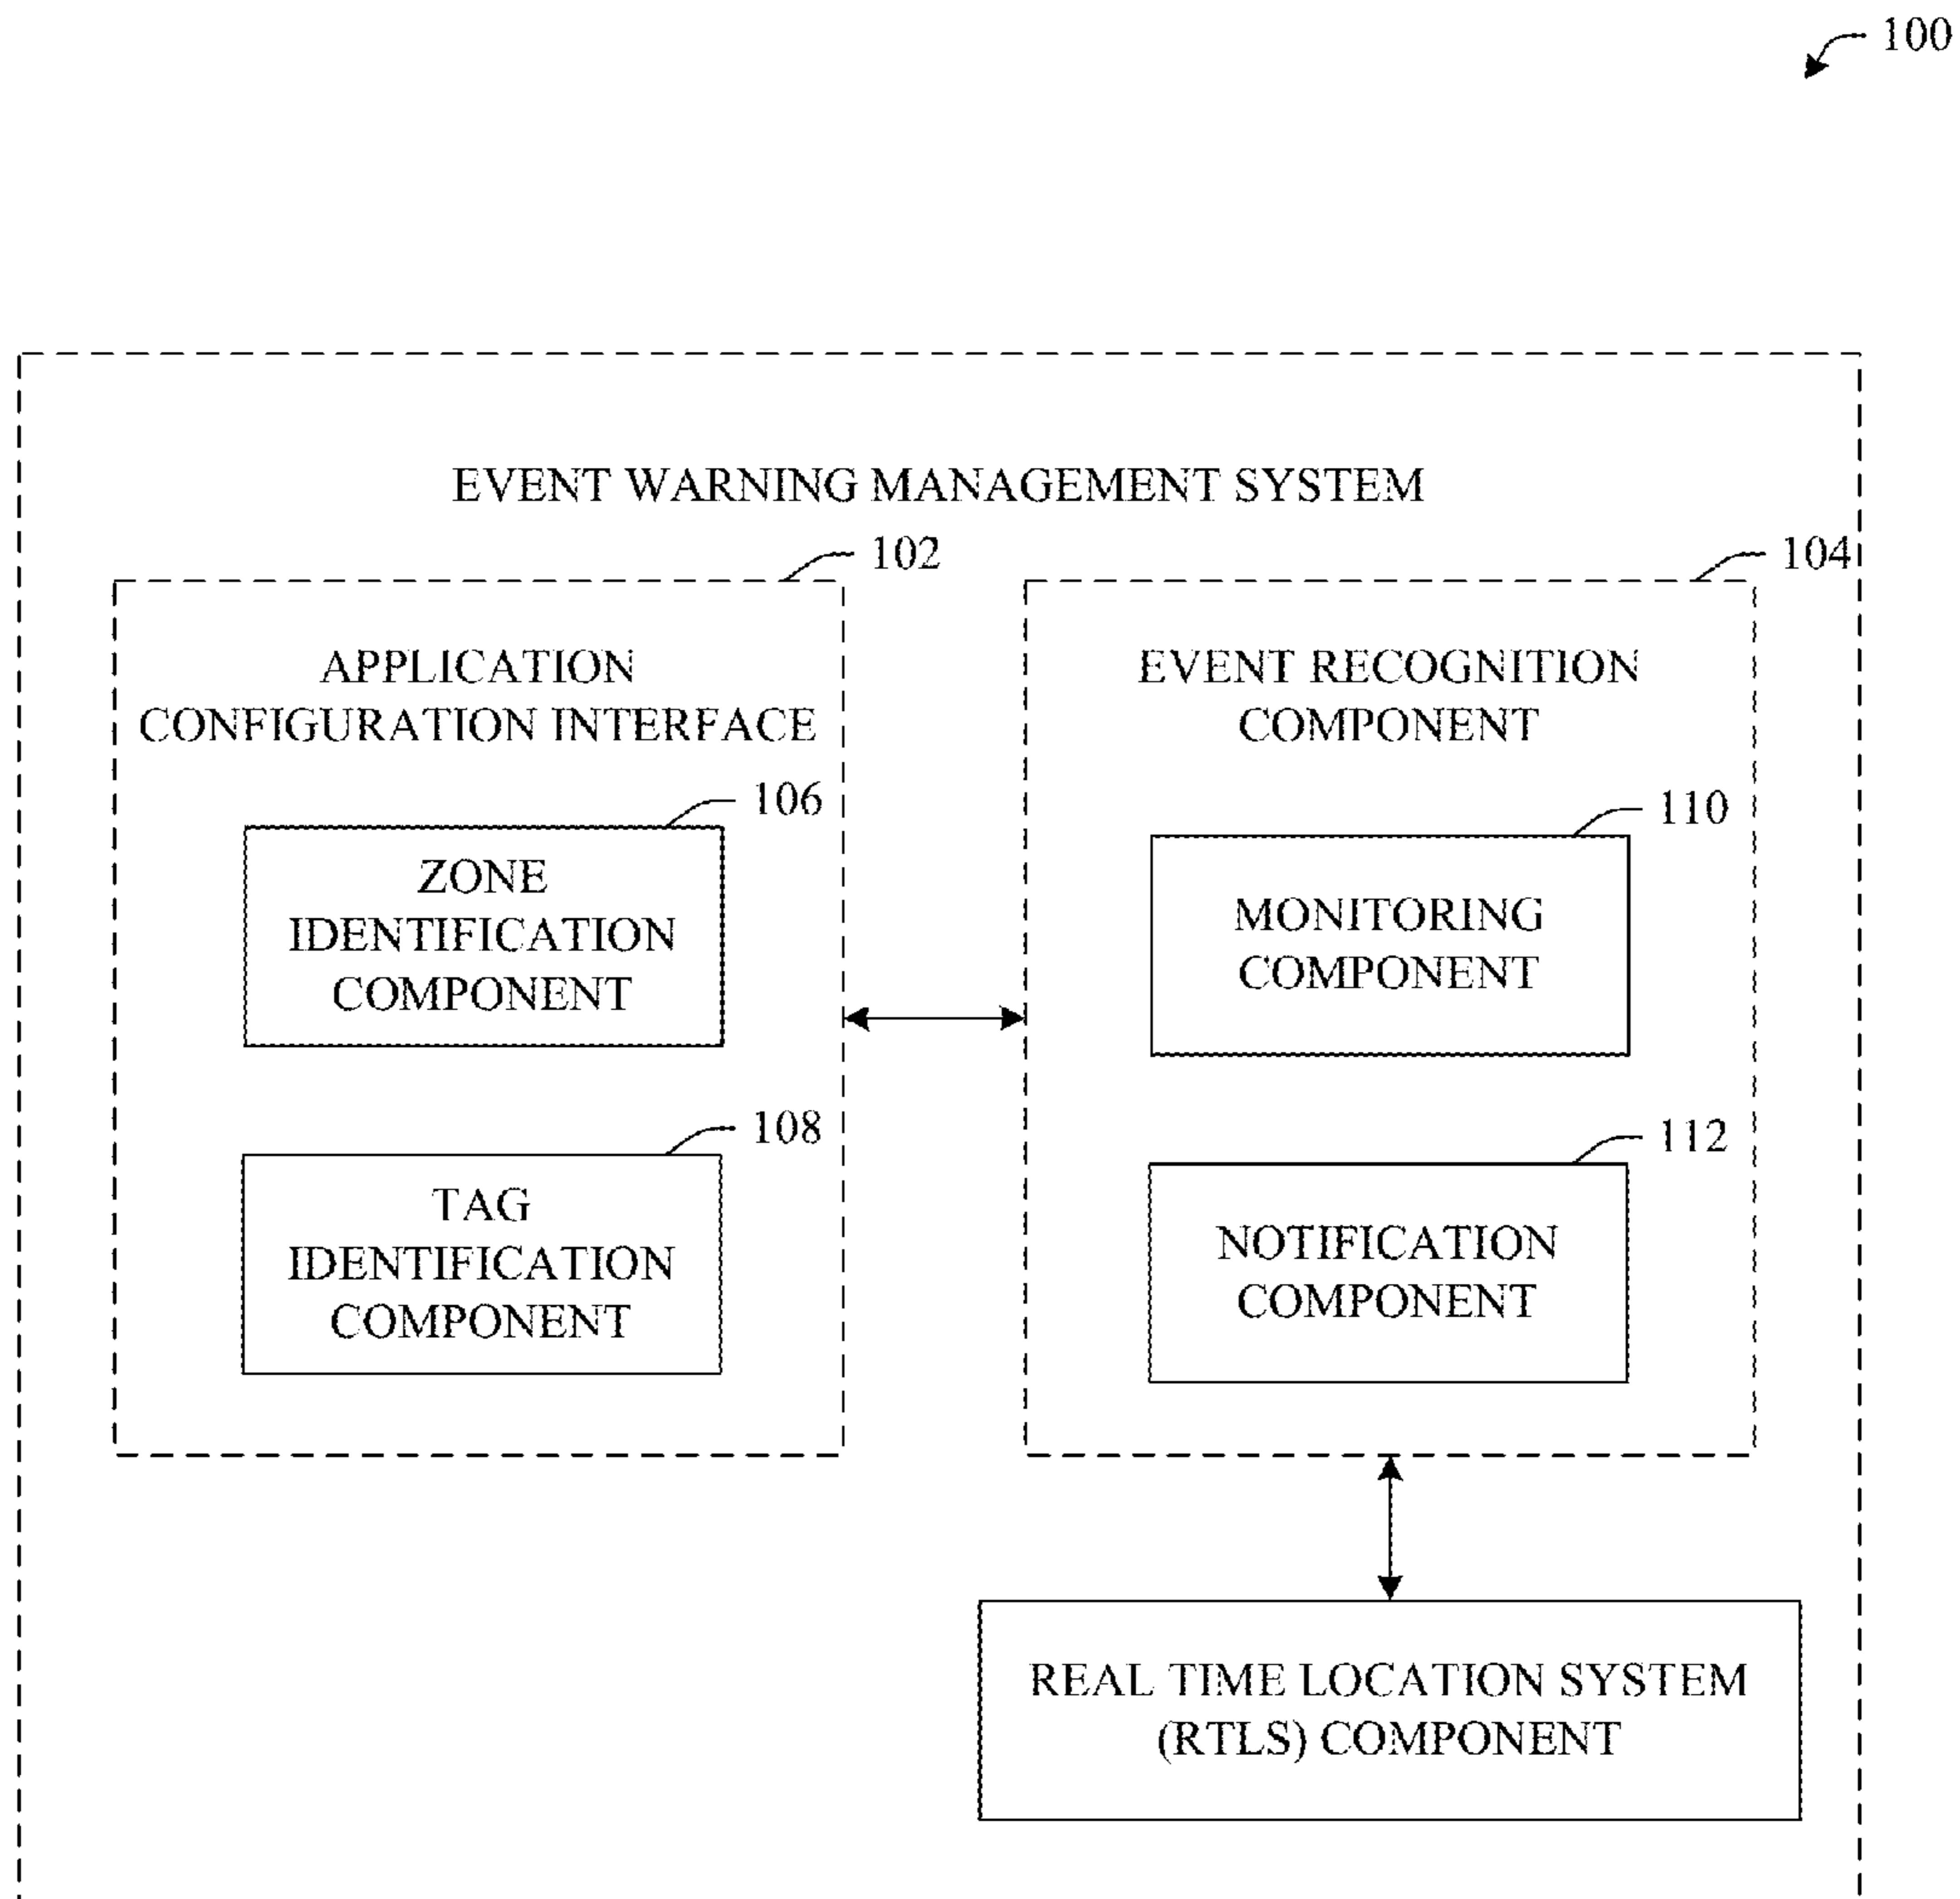 100
EVENT WARNING MANAGEMENT SYSTEM
102
APPLICATION
CONFIGURATION INTERFACE
106
ZONE
IDENTIFICATION
COMPONENT
108
TAG
IDENTIFICATION
COMPONENT
104
EVENT RECOGNITION
COMPONENT
110
MONITORING
COMPONENT
112
NOTIFICATION
COMPONENT
REAL TIME LOCATION SYSTEM
(RTLS) COMPONENT